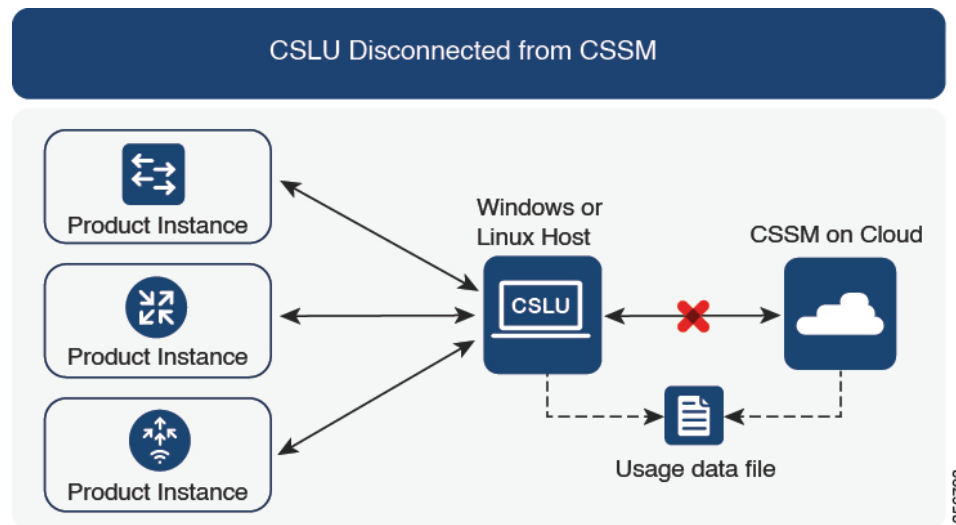 CSLU Disconnected from CSSM
Product Instance
Product Instance
Product Instance
Windows or
Linux Host
CSLU
CSSM on Cloud
Usage data file